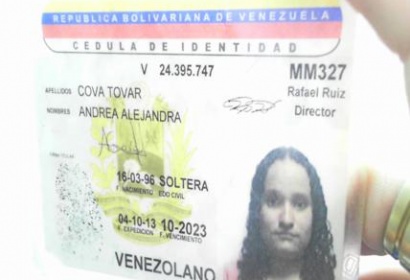 REPUBLICA BOLIVARIANA DE VENEZUELA
CEDULA DE IDENTIDAD
V 24.395.747 MM327
APELLIDOS COVA TOVAR Rafael Ruiz
NOMBRES ANDREA ALEJANDRA Director
16-03-96 SOLTERA
F. NACIMIENTO EDO CIVIL
04-10-13 10-2023
F. EXPEDICION F. VENCIMIENTO
VENEZOLANO